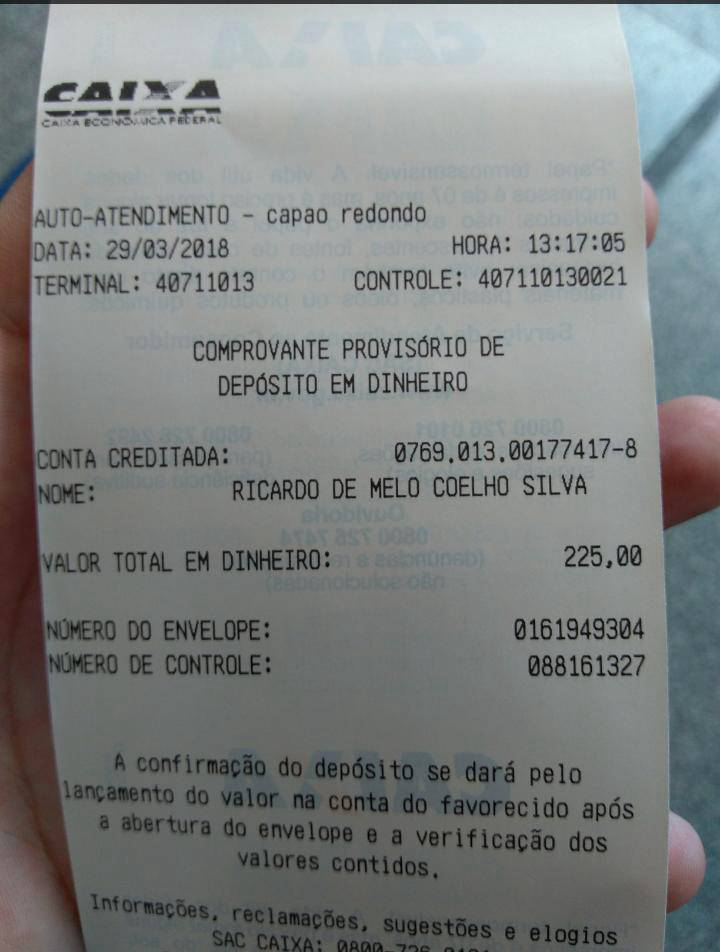 CAIXA
CAIXA ECONOMICA FEDERAL
AUTO-ATENDIMENTO - capao redondo
DATA: 29/03/2018 HORA: 13:17:05
TERMINAL: 40711013 CONTROLE: 407110130021
COMPROVANTE PROVISÓRIO DE
DEPÓSITO EM DINHEIRO
CONTA CREDITADA: 0769.013.00177417-8
NOME: RICARDO DE MELO COELHO SILVA
VALOR TOTAL EM DINHEIRO: 225,00
NÚMERO DO ENVELOPE: 0161949304
NÚMERO DE CONTROLE: 088161327
A confirmação do depósito se dará pelo
lançamento do valor na conta do favorecido após
a abertura do envelope e a verificação dos
valores contidos.
Informações, reclamações, sugestões e elogios
SAC CAIXA: 0800-726-0101